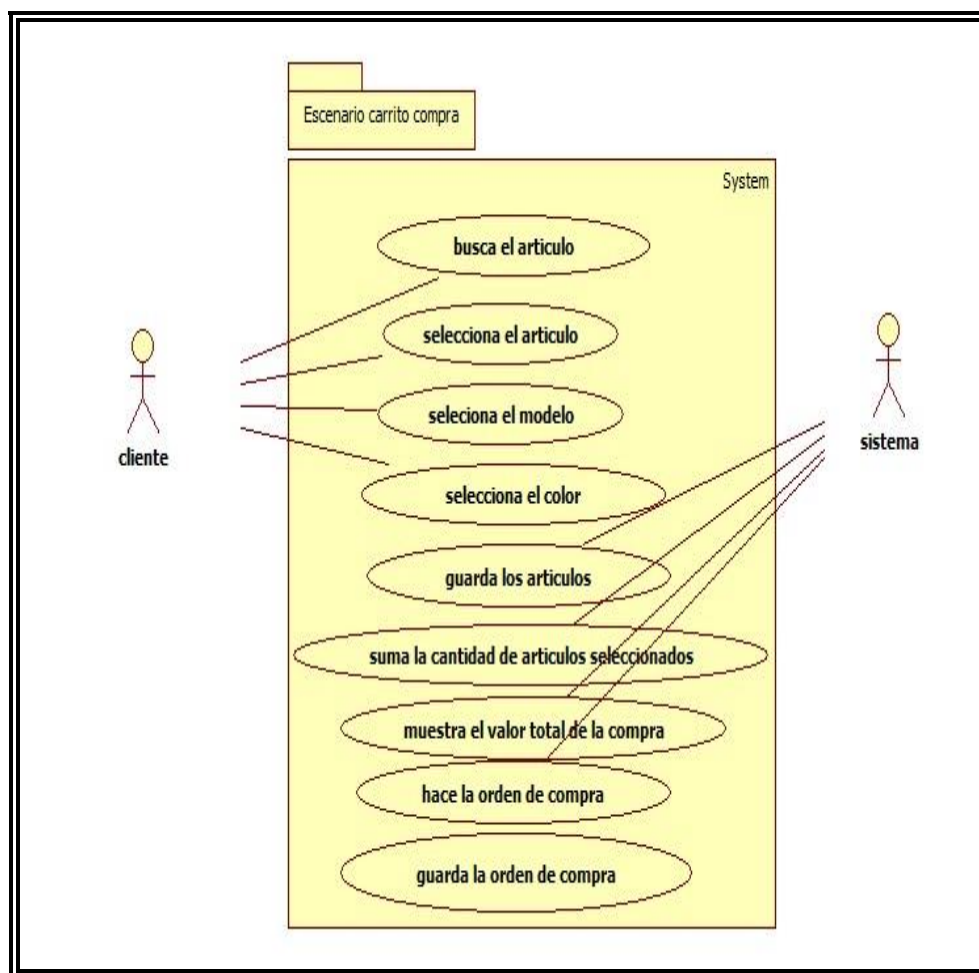 Escenario carrito compra
System
busca el articulo
selecciona el articulo
seleciona el modelo
cliente
sistema
selecciona el color
guarda los articulos
suma la cantidad de articulos seleccionados
muestra el valor total de la compra
hace la orden de compra
guarda la orden de compra